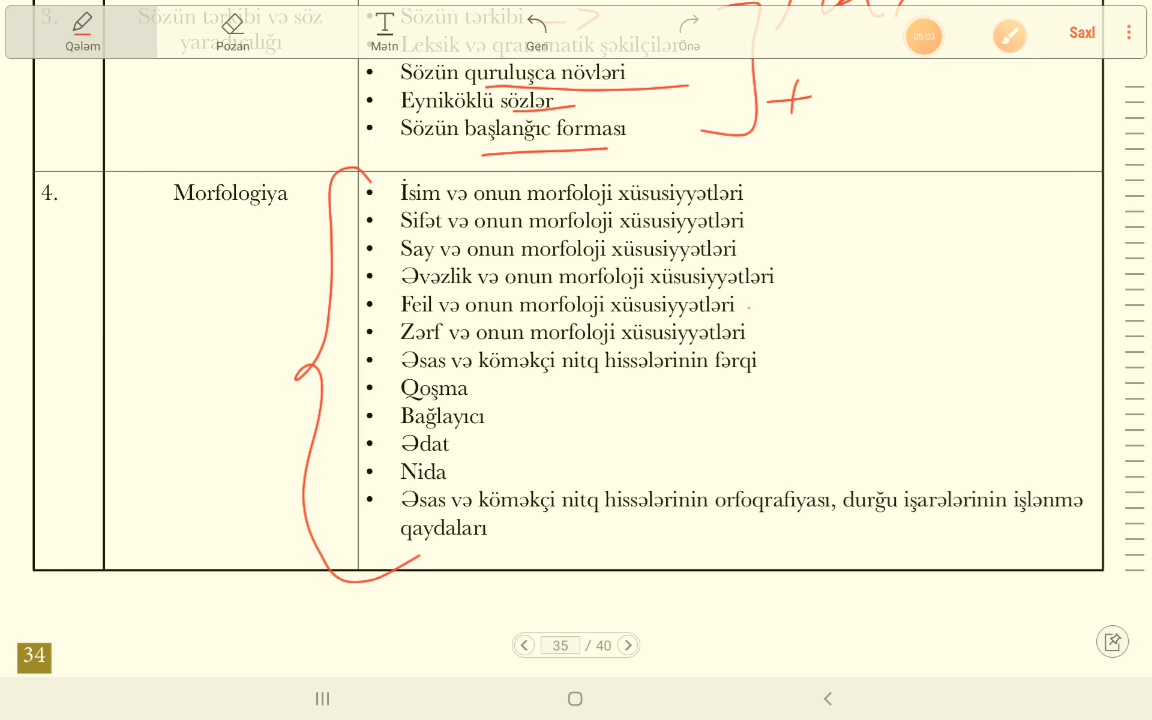 3.
Sözün tərkibi və söz
yaradıcılığı
• Sözün tərkibi
• Leksik və qrammatik şəkilçilər
Qələm
Pozan
Mətn
Geri
Önə
05:03
Saxl
• Sözün quruluşca növləri
• Eyniköklü sözlər
• Sözün başlanğıc forması
+
4.
Morfologiya
• İsim və onun morfoloji xüsusiyyətləri
• Sifət və onun morfoloji xüsusiyyətləri
• Say və onun morfoloji xüsusiyyətləri
• Əvəzlik və onun morfoloji xüsusiyyətləri
• Feil və onun morfoloji xüsusiyyətləri
• Zərf və onun morfoloji xüsusiyyətləri
• Əsas və köməkçi nitq hissələrinin fərqi
• Qoşma
• Bağlayıcı
• Ədat
• Nida
• Əsas və köməkçi nitq hissələrinin orfoqrafiyası, durğu işarələrinin işlənmə
qaydaları
34
35 / 40